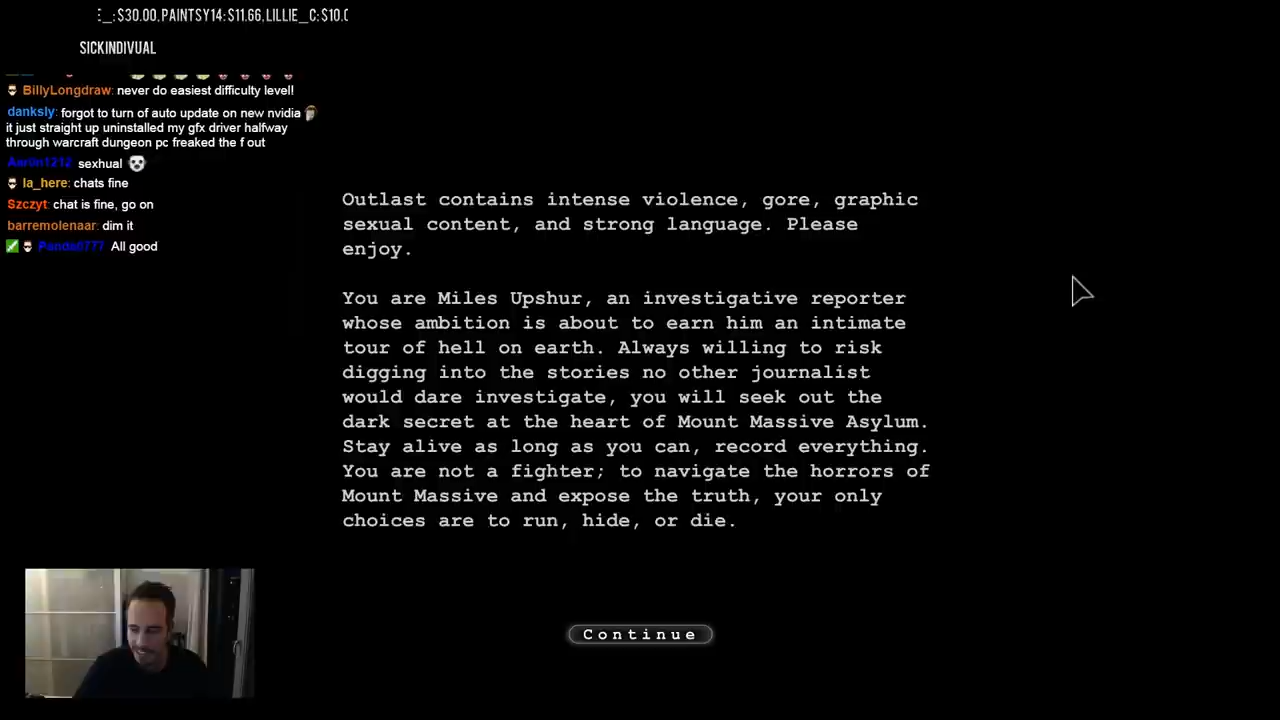 :$30.00,PAINTSY14:$11.66,LILLIE_C:$10.0
SICKINDIVUAL
BillyLongdraw: never do easiest difficulty level!
danksly: forgot to turn of auto update on new nvidia
it just straight up uninstalled my gfx driver halfway
through warcraft dungeon pc freaked the f out
Aariin1212 sexhual
la_here: chats fine
Szczyt: chat is fine, go on
barremolenaar: dim it
Panda6777 All good
Outlast contains intense violence, gore, graphic
sexual content, and strong language. Please
enjoy.
You are Miles Upshur, an investigative reporter
whose ambition is about to earn him an intimate
tour of hell on earth. Always willing to risk
digging into the stories no other journalist
would dare investigate, you will seek out the
dark secret at the heart of Mount Massive Asylum.
Stay alive as long as you can, record everything.
You are not a fighter; to navigate the horrors of
Mount Massive and expose the truth, your only
choices are to run, hide, or die.
Continue